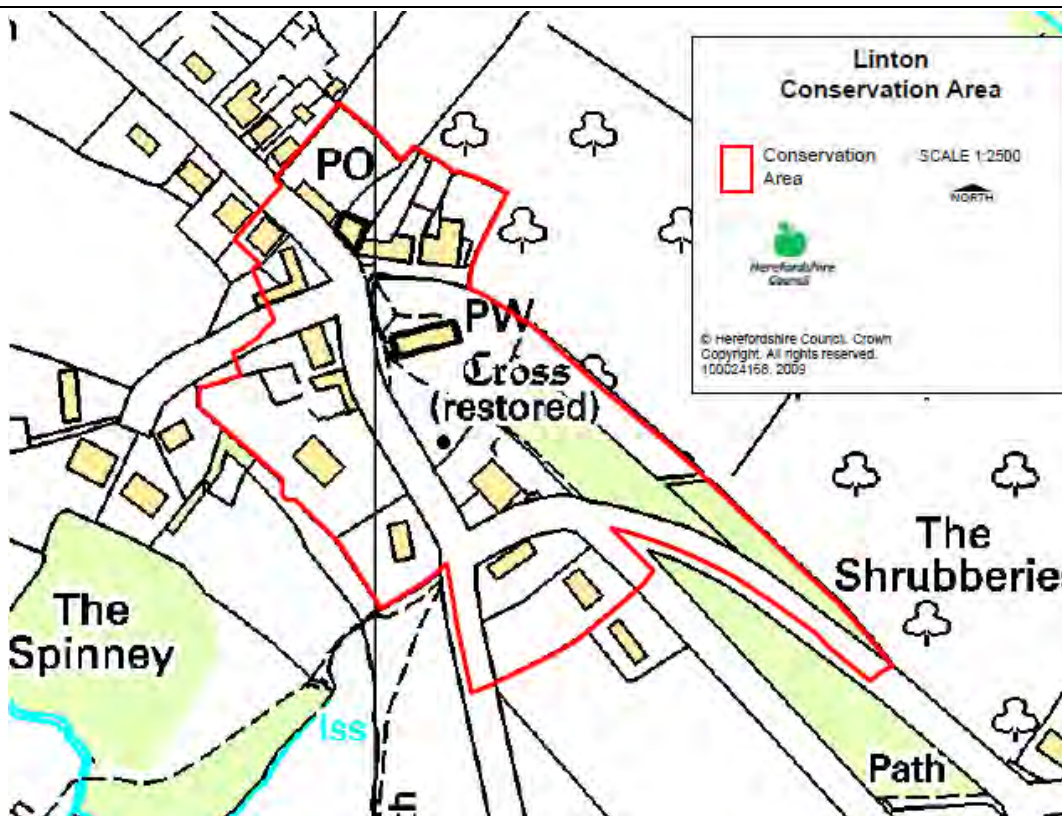 Linton
Conservation Area
Conservation
Area
SCALE 1:2500
NORTH
Herefordshire
Council
© Herefordshire Council. Crown
Copyright. All rights reserved.
100024168. 2009
PO
PW
Cross
(restored)
The
Shrubberie
The
Spinney
Iss
Path